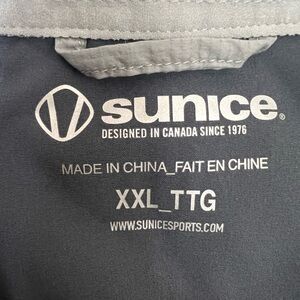 sunice®
DESIGNED IN CANADA SINCE 1976
MADE IN CHINA_FAIT EN CHINE
XXL_TTG
WWW.SUNICESPORTS.COM